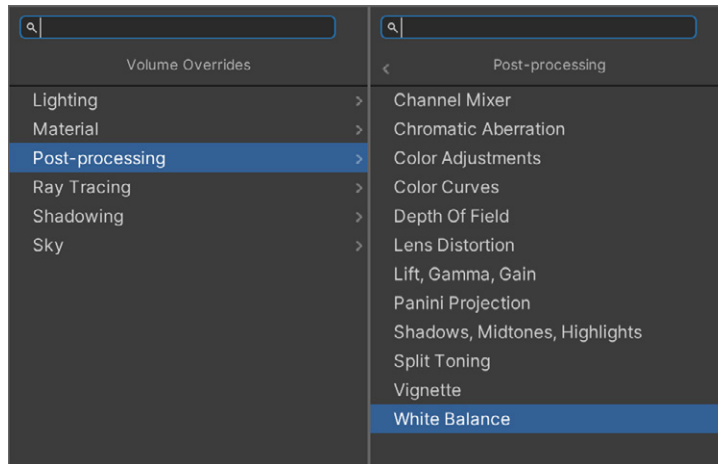 Volume Overrides
Lighting
Material
Post-processing
Ray Tracing
Shadowing
Sky
Post-processing
Channel Mixer
Chromatic Aberration
Color Adjustments
Color Curves
Depth Of Field
Lens Distortion
Lift, Gamma, Gain
Panini Projection
Shadows, Midtones, Highlights
Split Toning
Vignette
White Balance